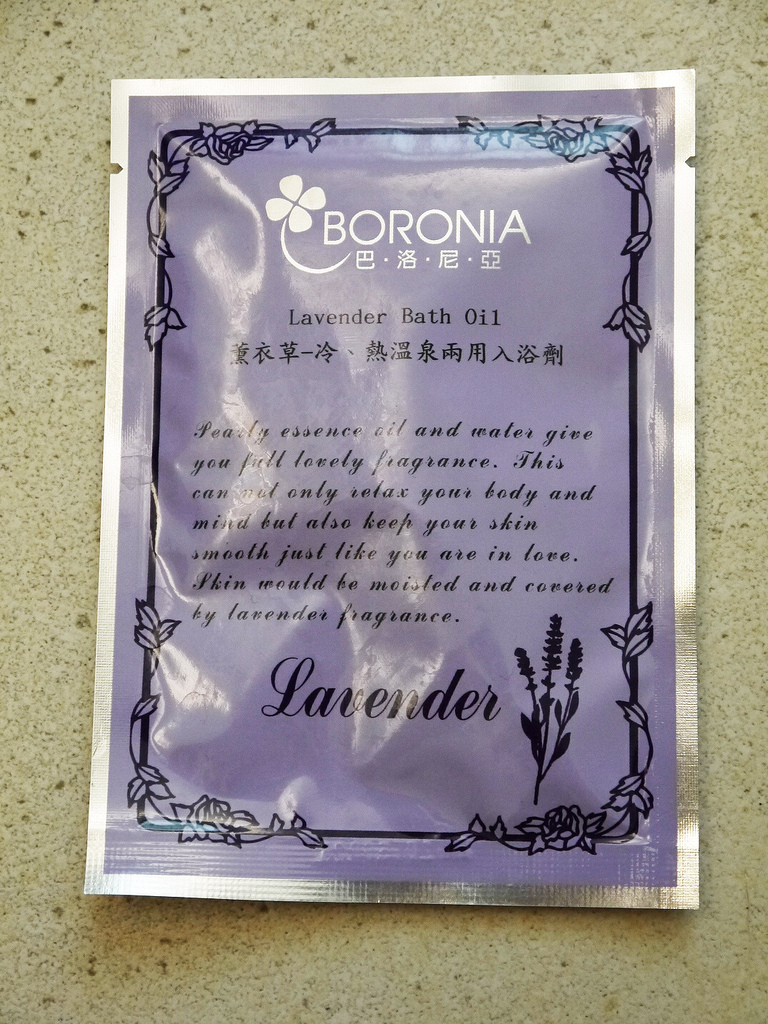 BORONIA
巴·洛·尼·亞
Lavender Bath Oil
薰衣草-冷、熱溫泉兩用入浴劑
Pearly essence oil and water give
you full lovely fragrance. This
can not only relax your body and
mind but also keep your skin
smooth just like you are in love.
Skin would be moisted and covered
by lavender fragrance.
Lavender